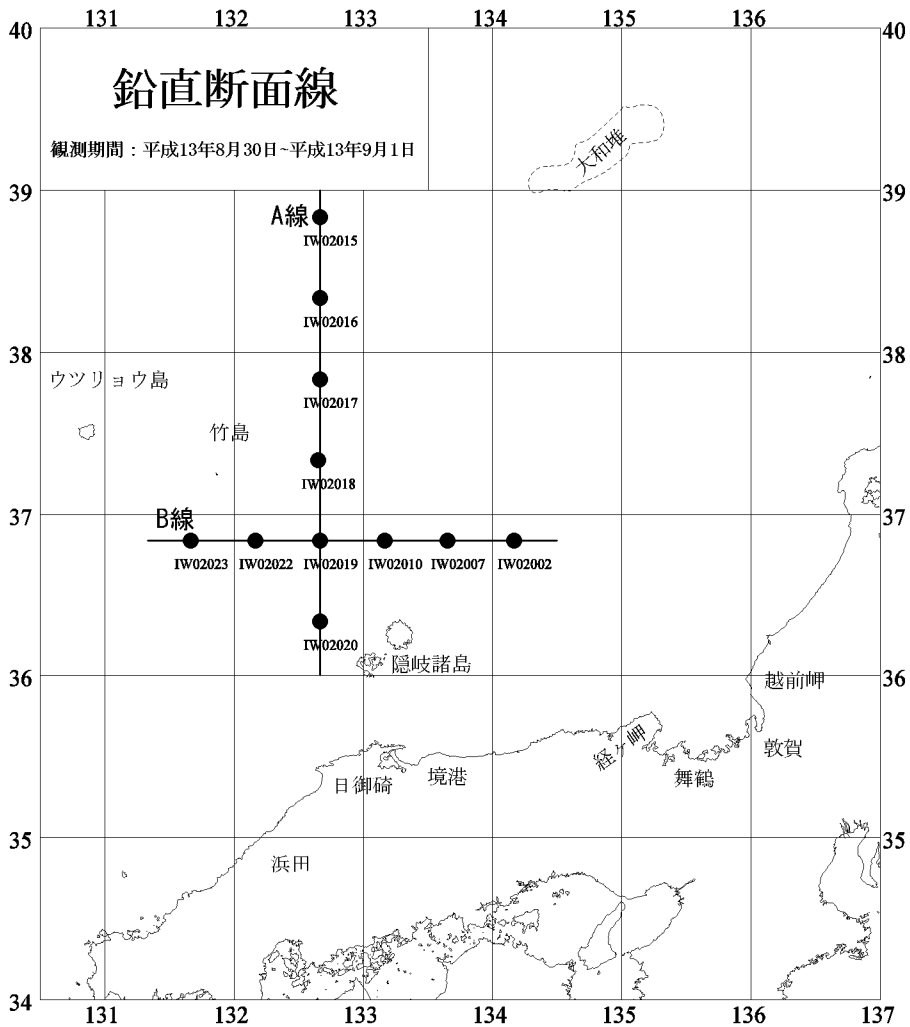 131 132 133 134 135 136
40 40
鉛直断面線
観測期間：平成13年8月30日~平成13年9月1日
大和堆
39 39
A線
IW02015
IW02016
38 38
ウツリョウ島
IW02017
竹島
IW02018
37 37
B線
IW02023 IW02022 IW02019 IW02010 IW02007 IW02002
IW02020
隠岐諸島
36 36
越前岬
経ヶ岬
敦賀
日御碕
境港
舞鶴
35 35
浜田
34
131 132 133 134 135 136 137